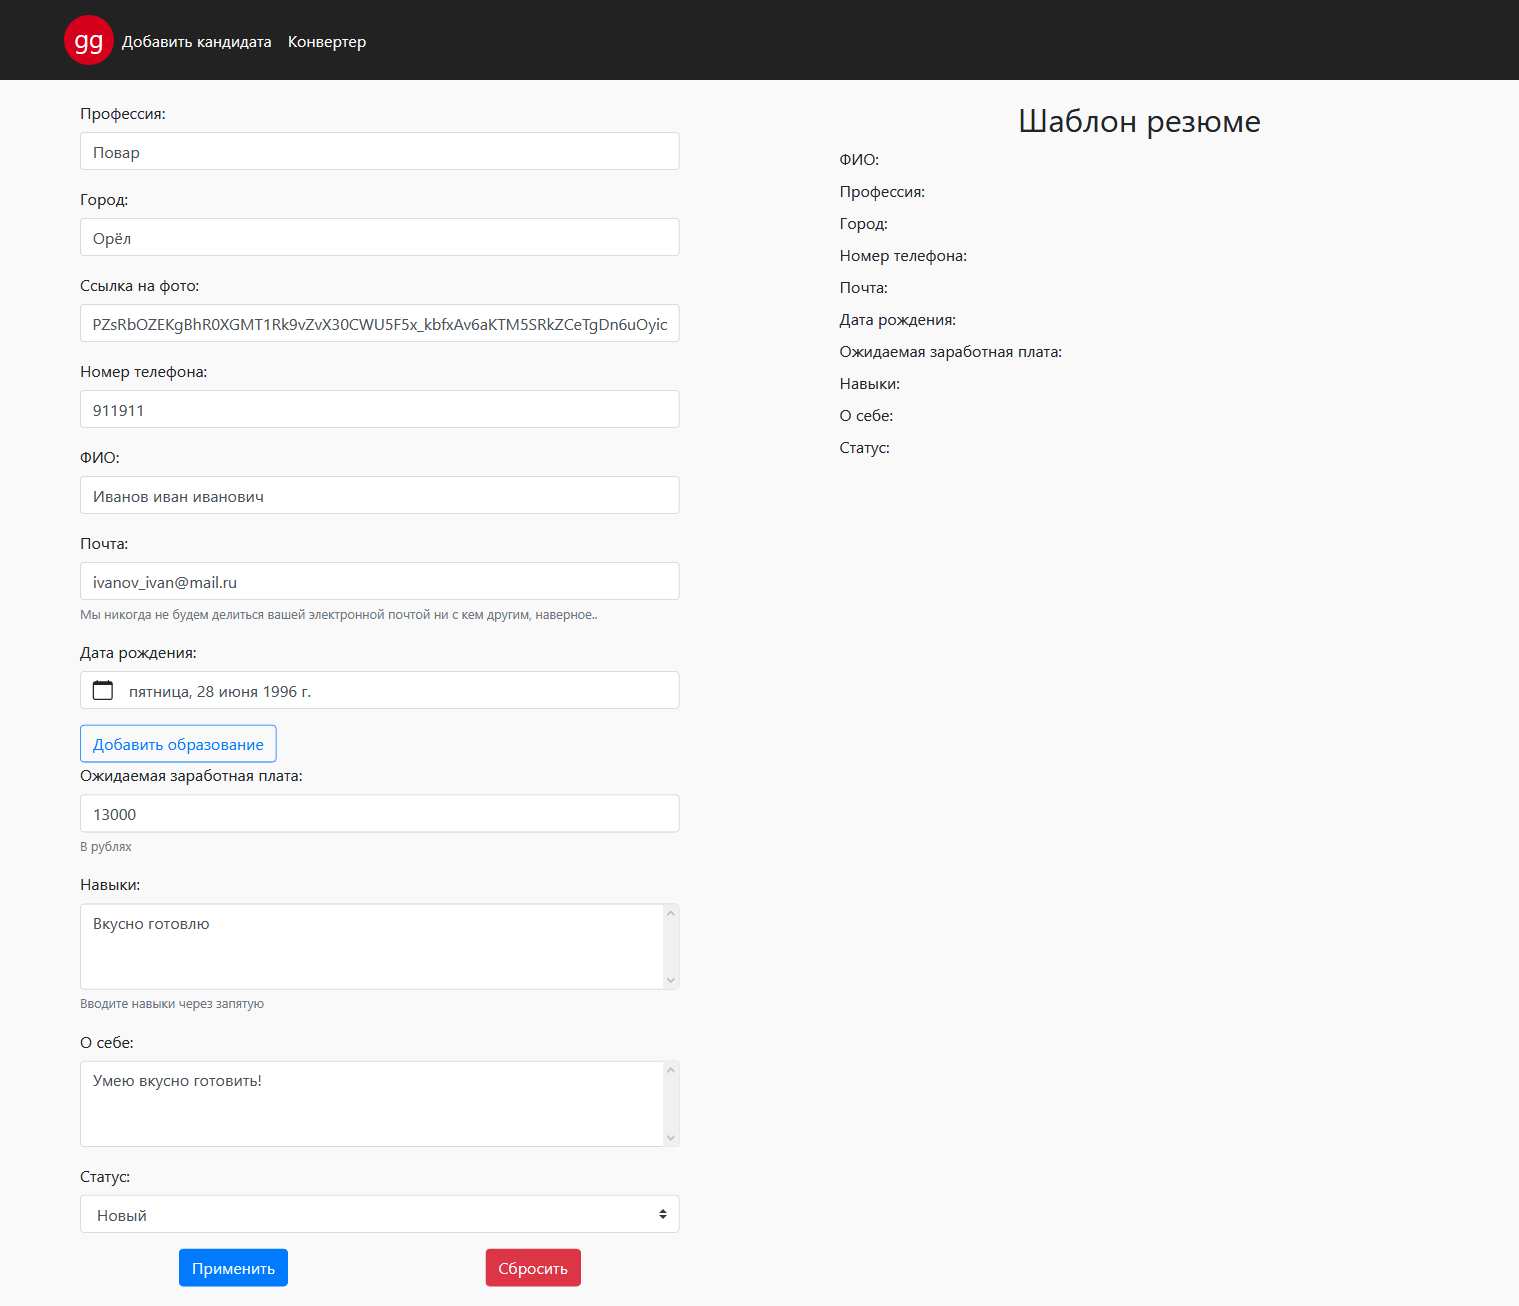 gg Добавить кандидата Конвертер
Профессия:
Повар
Город:
Орёл
Ссылка на фото:
PZsRbOZEKgBhR0XGMT1Rk9vZvX30CWU5F5x_kbfxAv6aKTM5SRkZCeTgDn6uOyic
Номер телефона:
911911
ФИО:
Иванов иван иванович
Почта:
ivanov_ivan@mail.ru
Мы никогда не будем делиться вашей электронной почтой ни с кем другим, наверное..
Дата рождения:
пятница, 28 июня 1996 г.
Добавить образование
Ожидаемая заработная плата:
13000
В рублях
Навыки:
Вкусно готовлю
Вводите навыки через запятую
О себе:
Умею вкусно готовить!
Статус:
Новый
Применить Сбросить
Шаблон резюме
ФИО:
Профессия:
Город:
Номер телефона:
Почта:
Дата рождения:
Ожидаемая заработная плата:
Навыки:
О себе:
Статус: